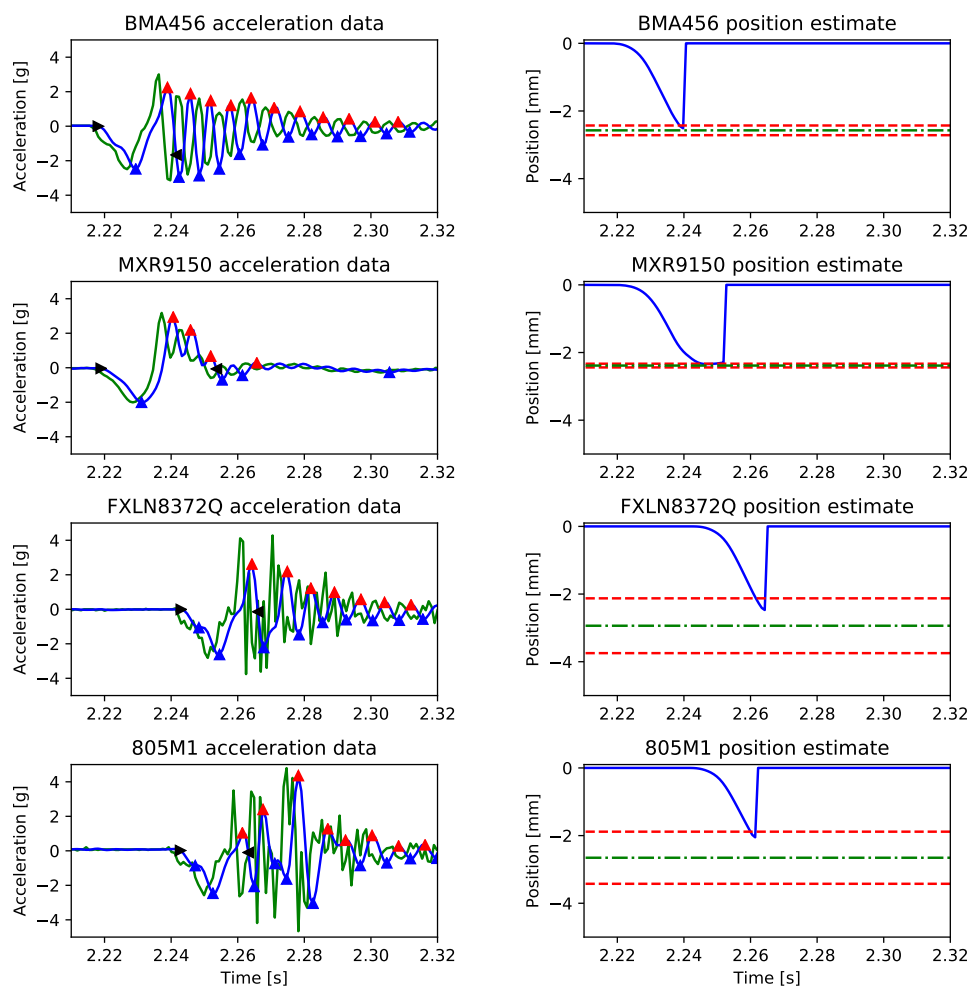 BMA456 acceleration data
Acceleration [g]
4
2
0
−2
−4
2.22 2.24 2.26 2.28 2.30 2.32
BMA456 position estimate
Position [mm]
0
−2
−4
2.22 2.24 2.26 2.28 2.30 2.32
MXR9150 acceleration data
Acceleration [g]
4
2
0
−2
−4
2.22 2.24 2.26 2.28 2.30 2.32
MXR9150 position estimate
Position [mm]
0
−2
−4
2.22 2.24 2.26 2.28 2.30 2.32
FXLN8372Q acceleration data
Acceleration [g]
4
2
0
−2
−4
2.22 2.24 2.26 2.28 2.30 2.32
FXLN8372Q position estimate
Position [mm]
0
−2
−4
2.22 2.24 2.26 2.28 2.30 2.32
805M1 acceleration data
Acceleration [g]
4
2
0
−2
−4
2.22 2.24 2.26 2.28 2.30 2.32
Time [s]
805M1 position estimate
Position [mm]
0
−2
−4
2.22 2.24 2.26 2.28 2.30 2.32
Time [s]